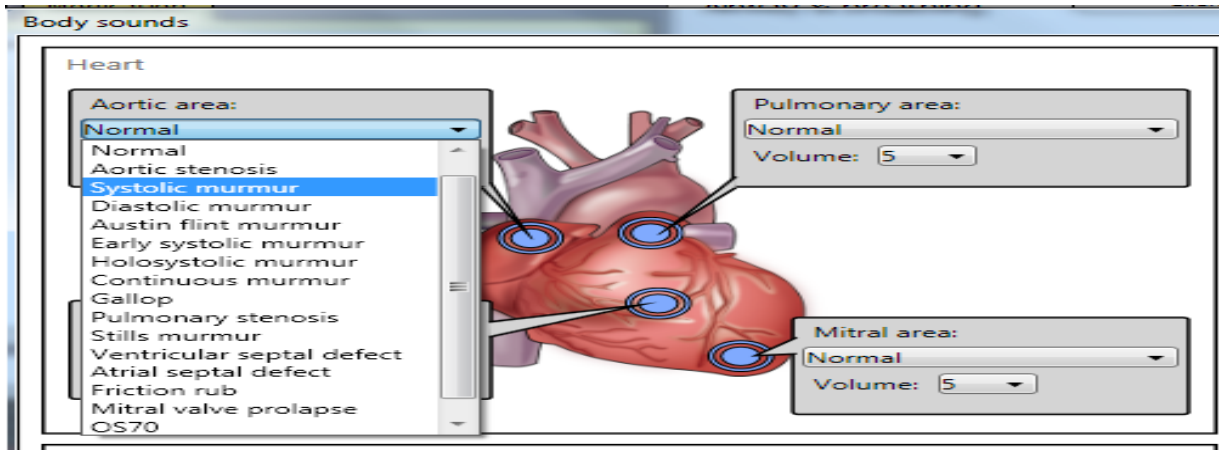 Body sounds
Heart
Aortic area:
Normal
Normal
Aortic stenosis
Systolic murmur
Diastolic murmur
Austin flint murmur
Early systolic murmur
Holosystolic murmur
Continuous murmur
Gallop
Pulmonary stenosis
Stills murmur
Ventricular septal defect
Atrial septal defect
Friction rub
Mitral valve prolapse
OS70
Pulmonary area:
Normal
Volume: 5
Mitral area:
Normal
Volume: 5